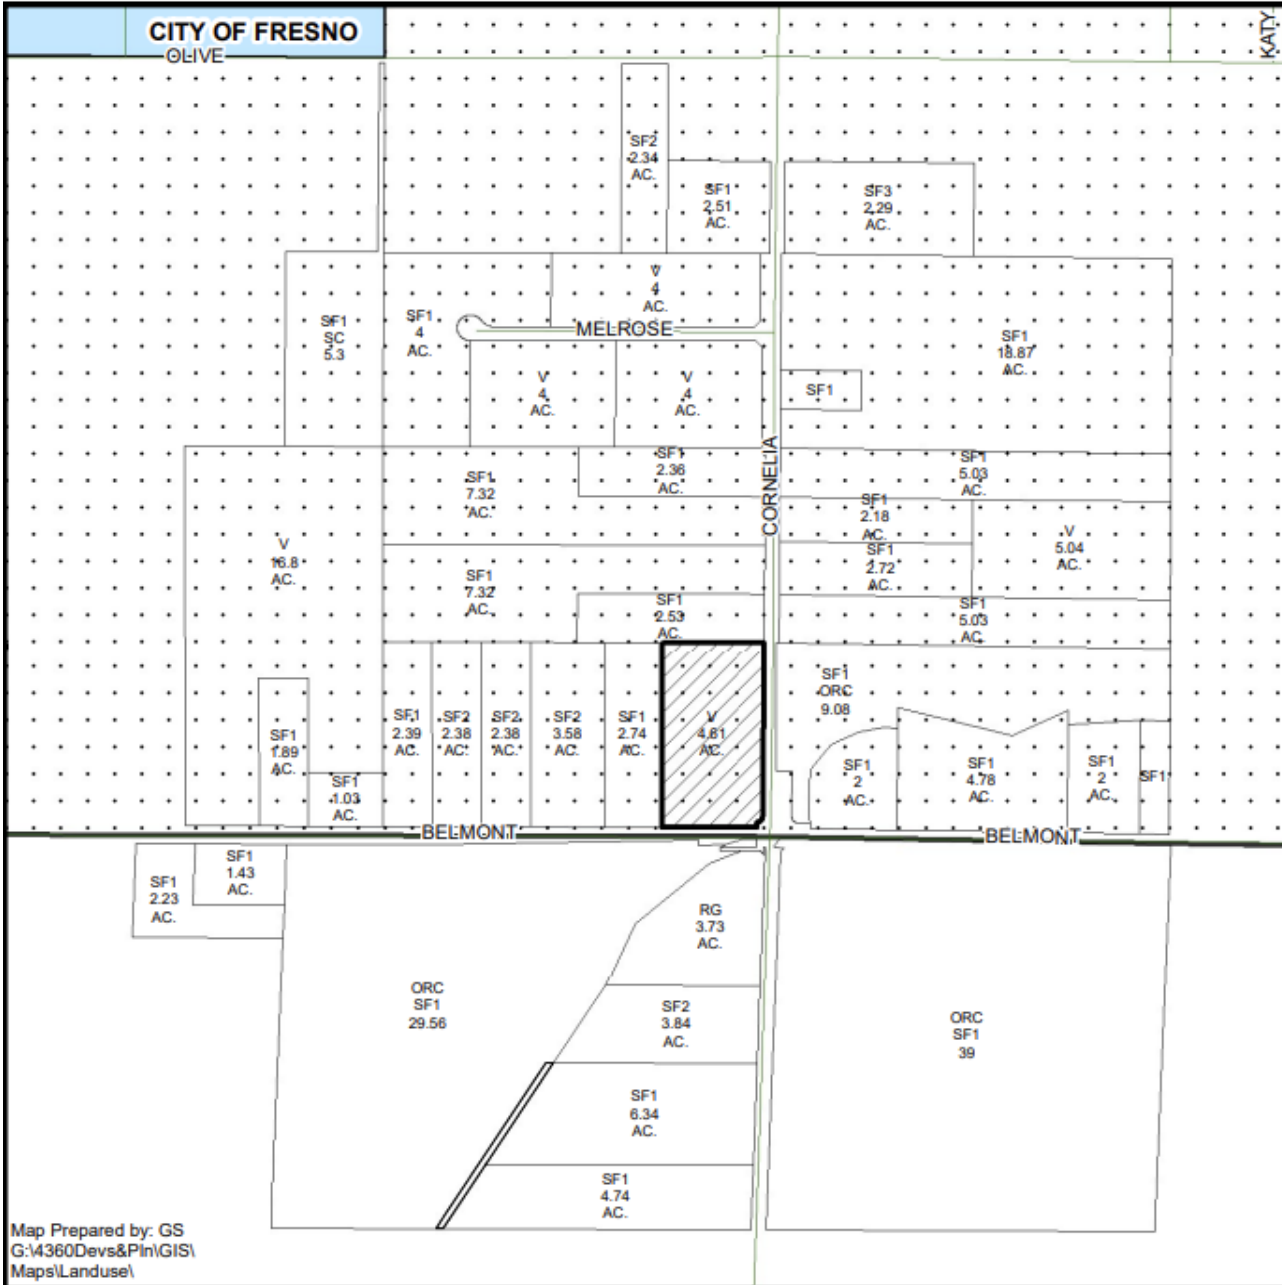 CITY OF FRESNO
OLIVE
KATY
SF2
2.34
AC.
SF1
2.51
AC.
SF3
2.29
AC.
V
4
AC.
SF1
SC
5.3
SF1
4
AC.
MELROSE
SF1
18.87
AC.
V
4
AC.
V
4
AC.
SF1
CORNELIA
SF1
2.36
AC.
SF1
5.03
AC.
SF1
7.32
AC.
SF1
2.18
AC.
V
16.8
AC.
SF1
2.72
AC.
V
5.04
AC.
SF1
7.32
AC.
SF1
2.53
AC.
SF1
5.03
AC.
SF1
ORC
9.08
SF1
2.39
AC.
SF2
2.38
AC.
SF2
2.38
AC.
SF2
3.58
AC.
SF1
2.74
AC.
V
4.61
AC.
SF1
1.89
AC.
SF1
1.03
AC.
SF1
2
AC.
SF1
4.78
AC.
SF1
2
AC.
SF1
BELMONT
BELMONT
SF1
2.23
AC.
SF1
1.43
AC.
RG
3.73
AC.
ORC
SF1
29.56
SF2
3.84
AC.
ORC
SF1
39
SF1
6.34
AC.
SF1
4.74
AC.
Map Prepared by: GS
G:\4360Devs&Pln\GIS\
Maps\Landuse\